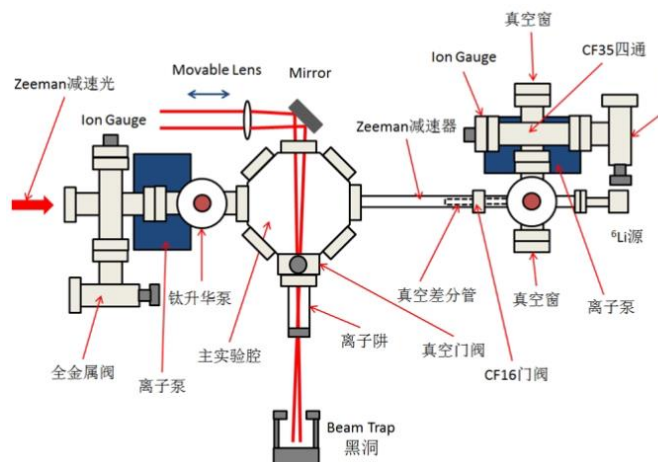 真空窗
CF35四通
Ion Gauge
Movable Lens
Mirror
Zeeman减速光
Ion Gauge
Zeeman减速器
⁶Li源
钛升华泵
真空差分管
真空窗
离子泵
全金属阀
离子泵
主实验腔
离子阱
真空门阀
CF16门阀
Beam Trap
黑洞